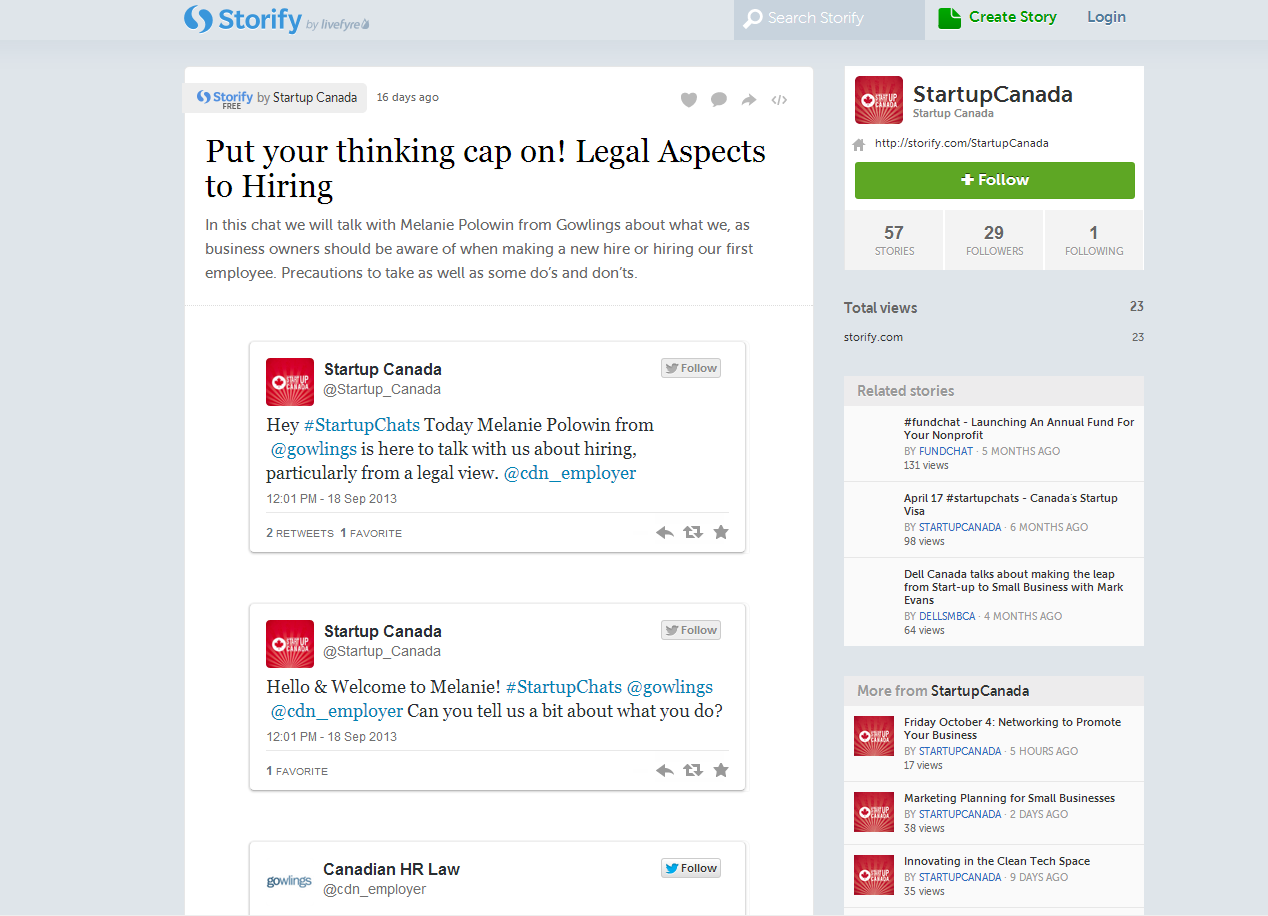 Storify by livefyre
Search Storify
Create Story
Login
Storify FREE by Startup Canada
16 days ago
Put your thinking cap on! Legal Aspects
to Hiring
In this chat we will talk with Melanie Polowin from Gowlings about what we, as
business owners should be aware of when making a new hire or hiring our first
employee. Precautions to take as well as some do's and don'ts.
Startup Canada
Follow
@Startup_Canada
Hey #StartupChats Today Melanie Polowin from
@gowlings is here to talk with us about hiring,
particularly from a legal view. @cdn_employer
12:01 PM - 18 Sep 2013
2 RETWEETS 1 FAVORITE
Startup Canada
Follow
@Startup_Canada
Hello & Welcome to Melanie! #StartupChats @gowlings
@cdn_employer Can you tell us a bit about what you do?
12:01 PM - 18 Sep 2013
1 FAVORITE
gowlings
Canadian HR Law
Follow
@cdn_employer
STARTUP CANADA
StartupCanada
Startup Canada
http://storify.com/StartupCanada
+ Follow
57 29 1
STORIES FOLLOWERS FOLLOWING
Total views 23
storify.com 23
Related stories
#fundchat - Launching An Annual Fund For
Your Nonprofit
BY FUNDCHAT · 5 MONTHS AGO
131 views
April 17 #startupchats - Canada's Startup
Visa
BY STARTUPCANADA · 6 MONTHS AGO
98 views
Dell Canada talks about making the leap
from Start-up to Small Business with Mark
Evans
BY DELLSMBCA · 4 MONTHS AGO
64 views
More from StartupCanada
Friday October 4: Networking to Promote
Your Business
BY STARTUPCANADA · 5 HOURS AGO
17 views
Marketing Planning for Small Businesses
BY STARTUPCANADA · 2 DAYS AGO
38 views
Innovating in the Clean Tech Space
BY STARTUPCANADA · 9 DAYS AGO
35 views